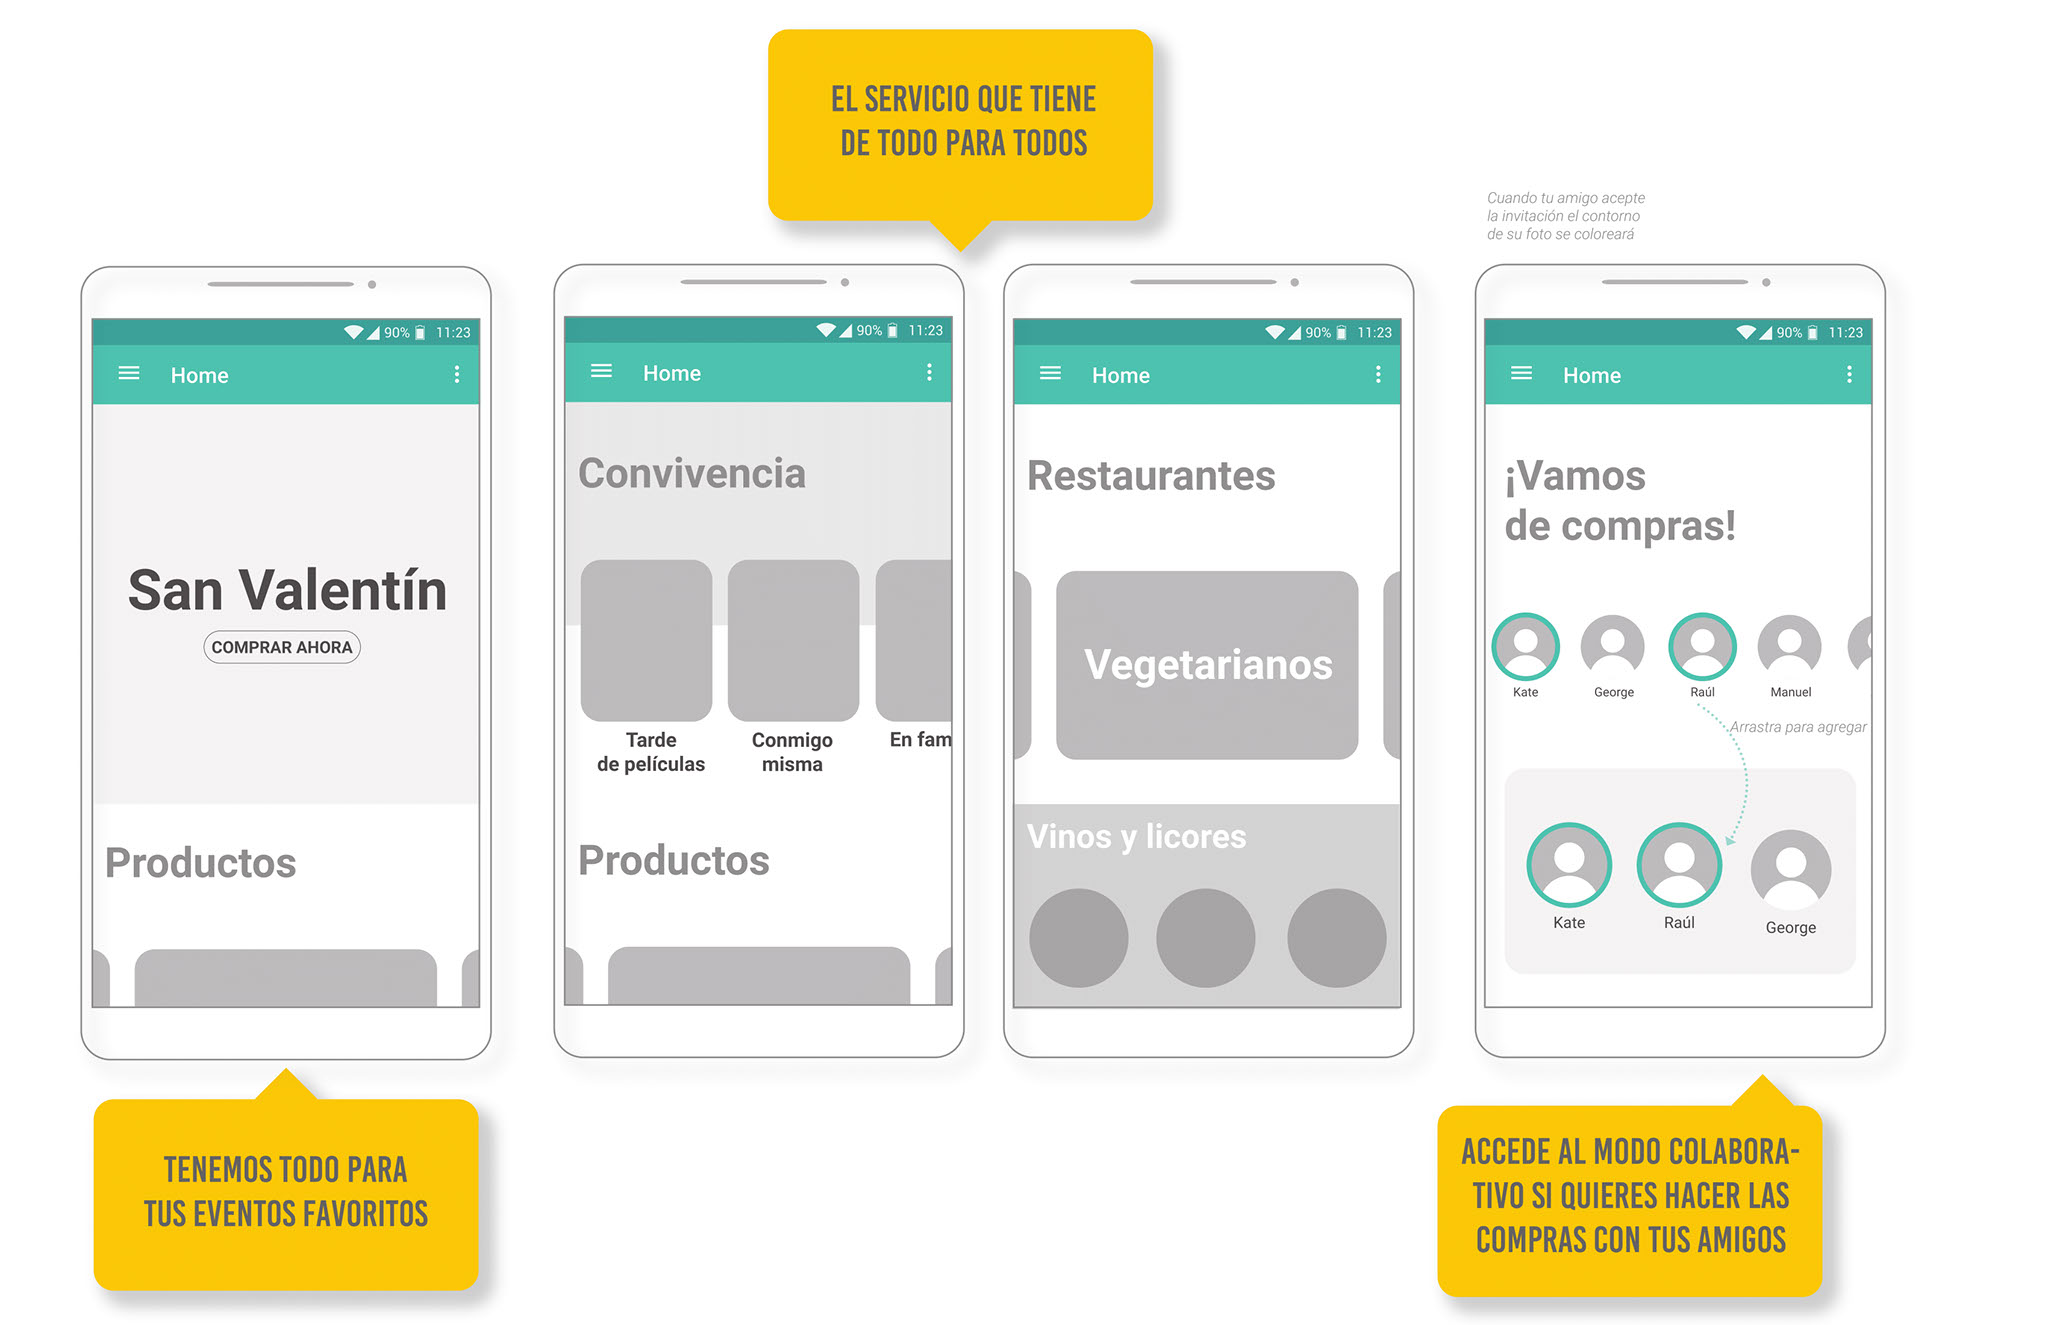 EL SERVICIO QUE TIENE
DE TODO PARA TODOS
Cuando tu amigo acepte
la invitación el contorno
de su foto se coloreará
90% 11:23
Home
San Valentín
COMPRAR AHORA
Productos
TENEMOS TODO PARA
TUS EVENTOS FAVORITOS
90% 11:23
Home
Convivencia
Tarde
de películas
Conmigo
misma
En fam
Productos
90% 11:23
Home
Restaurantes
Vegetarianos
Vinos y licores
90% 11:23
Home
¡Vamos
de compras!
Kate George Raúl Manuel
Arrastra para agregar
Kate Raúl George
ACCEDE AL MODO COLABORA-
TIVO SI QUIERES HACER LAS
COMPRAS CON TUS AMIGOS